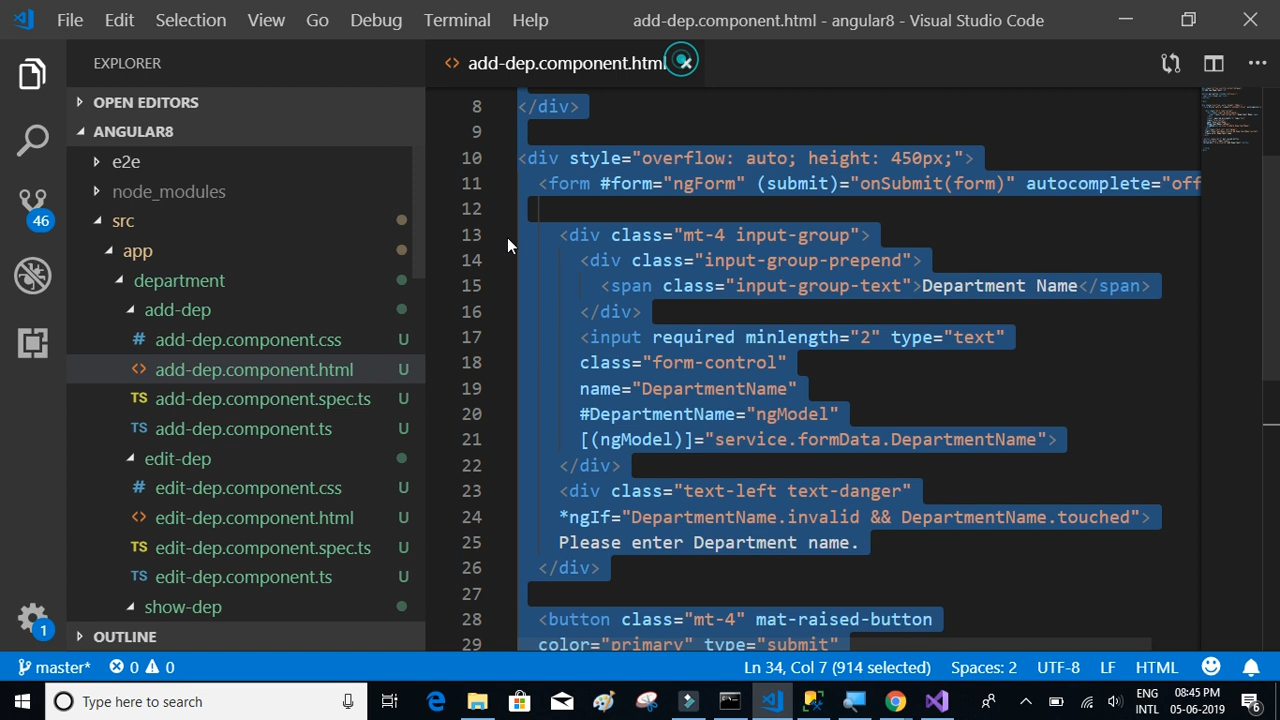 File Edit Selection View Go Debug Terminal Help add-dep.component.html - angular8 - Visual Studio Code
EXPLORER
add-dep.component.html
OPEN EDITORS
ANGULAR8
e2e
node_modules
src
app
department
add-dep
# add-dep.component.css U
<> add-dep.component.html U
TS add-dep.component.spec.ts U
TS add-dep.component.ts U
edit-dep
# edit-dep.component.css U
<> edit-dep.component.html U
TS edit-dep.component.spec.ts U
TS edit-dep.component.ts U
show-dep
OUTLINE
46
1
8 </div>
9
10 <div style="overflow: auto; height: 450px;">
11 <form #form="ngForm" (submit)="onSubmit(form)" autocomplete="off
12
13 <div class="mt-4 input-group">
14 <div class="input-group-prepend">
15 <span class="input-group-text">Department Name</span>
16 </div>
17 <input required minlength="2" type="text"
18 class="form-control"
19 name="DepartmentName"
20 #DepartmentName="ngModel"
21 [(ngModel)]="service.formData.DepartmentName">
22 </div>
23 <div class="text-left text-danger"
24 *ngIf="DepartmentName.invalid && DepartmentName.touched">
25 Please enter Department name.
26 </div>
27
28 <button class="mt-4" mat-raised-button
29 color="primary" type="submit"
master* 0 0 Ln 34, Col 7 (914 selected) Spaces: 2 UTF-8 LF HTML
Type here to search
ENG
INTL
08:45 PM
05-06-2019
6